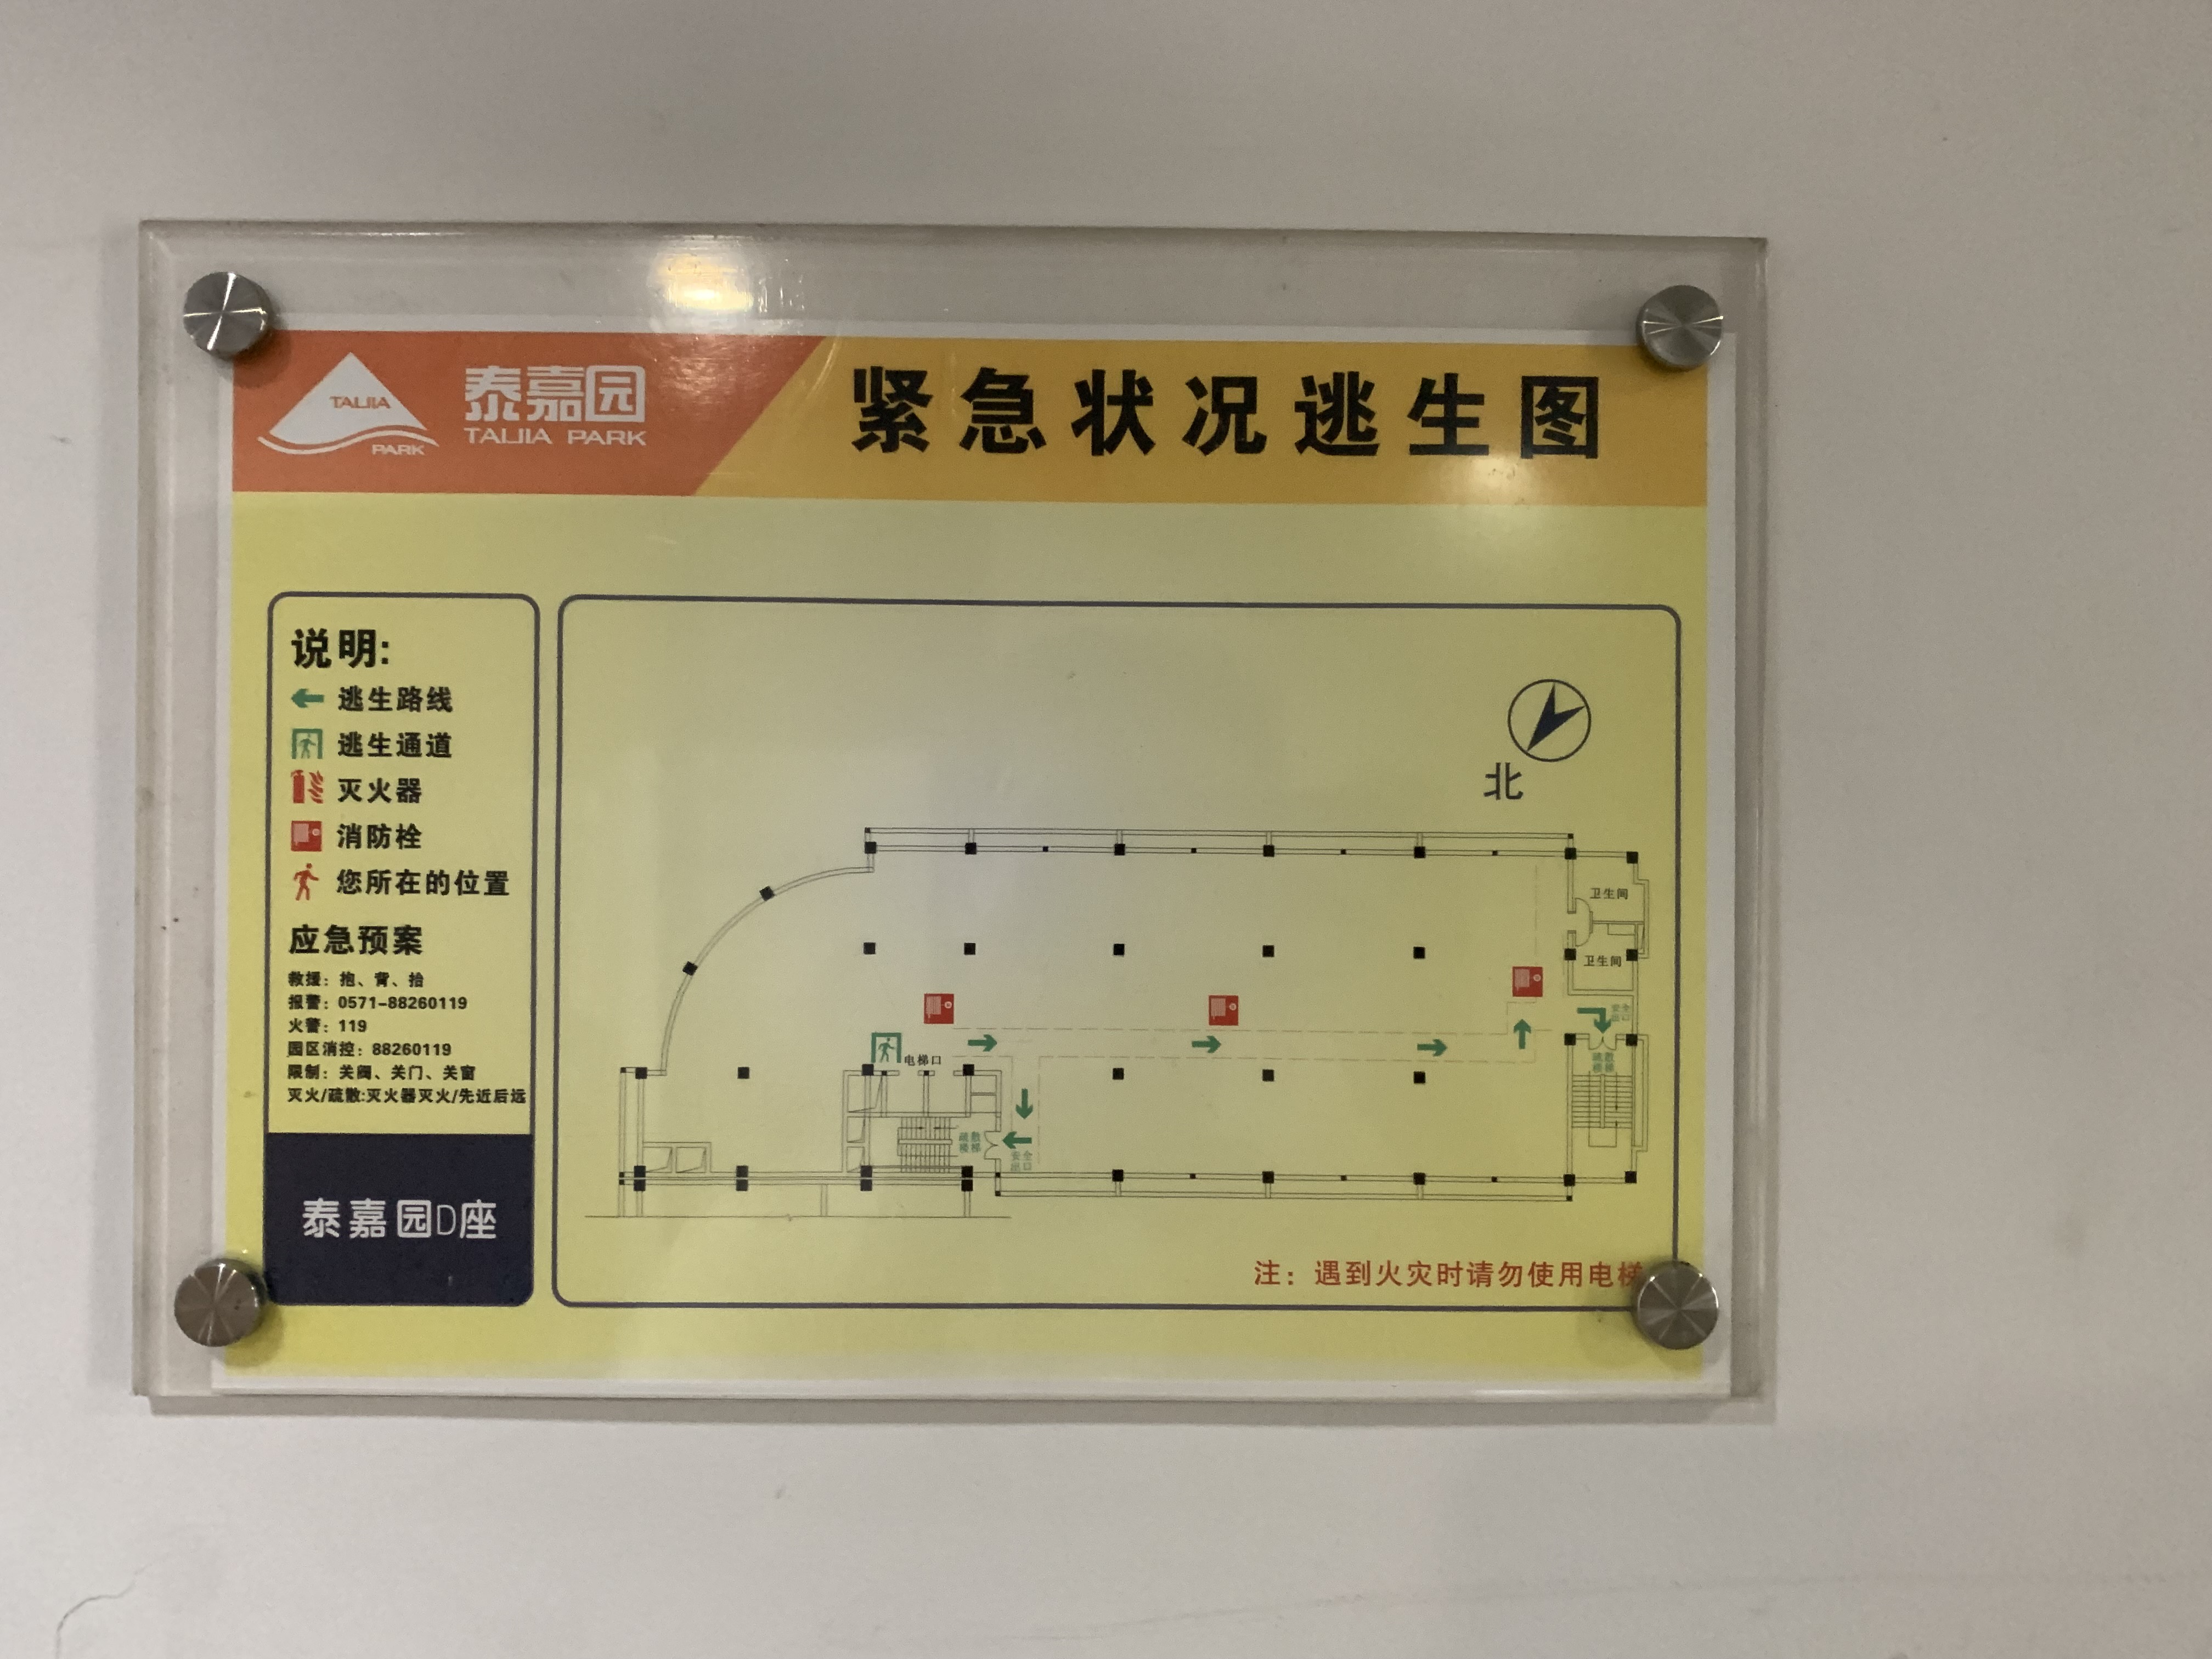 TAIJIA
PARK
泰嘉园
TAIJIA PARK
紧急状况逃生图
说明:
逃生路线
逃生通道
灭火器
消防栓
您所在的位置
应急预案
救援：抱、背、抬
报警：0571-88260119
火警：119
园区消控：88260119
限制：关阀、关门、关窗
灭火/疏散:灭火器灭火/先近后远
泰嘉园D座
北
卫生间
卫生间
安全
出口
疏散
楼梯
电梯口
疏散
楼梯
安全
出口
注：遇到火灾时请勿使用电梯